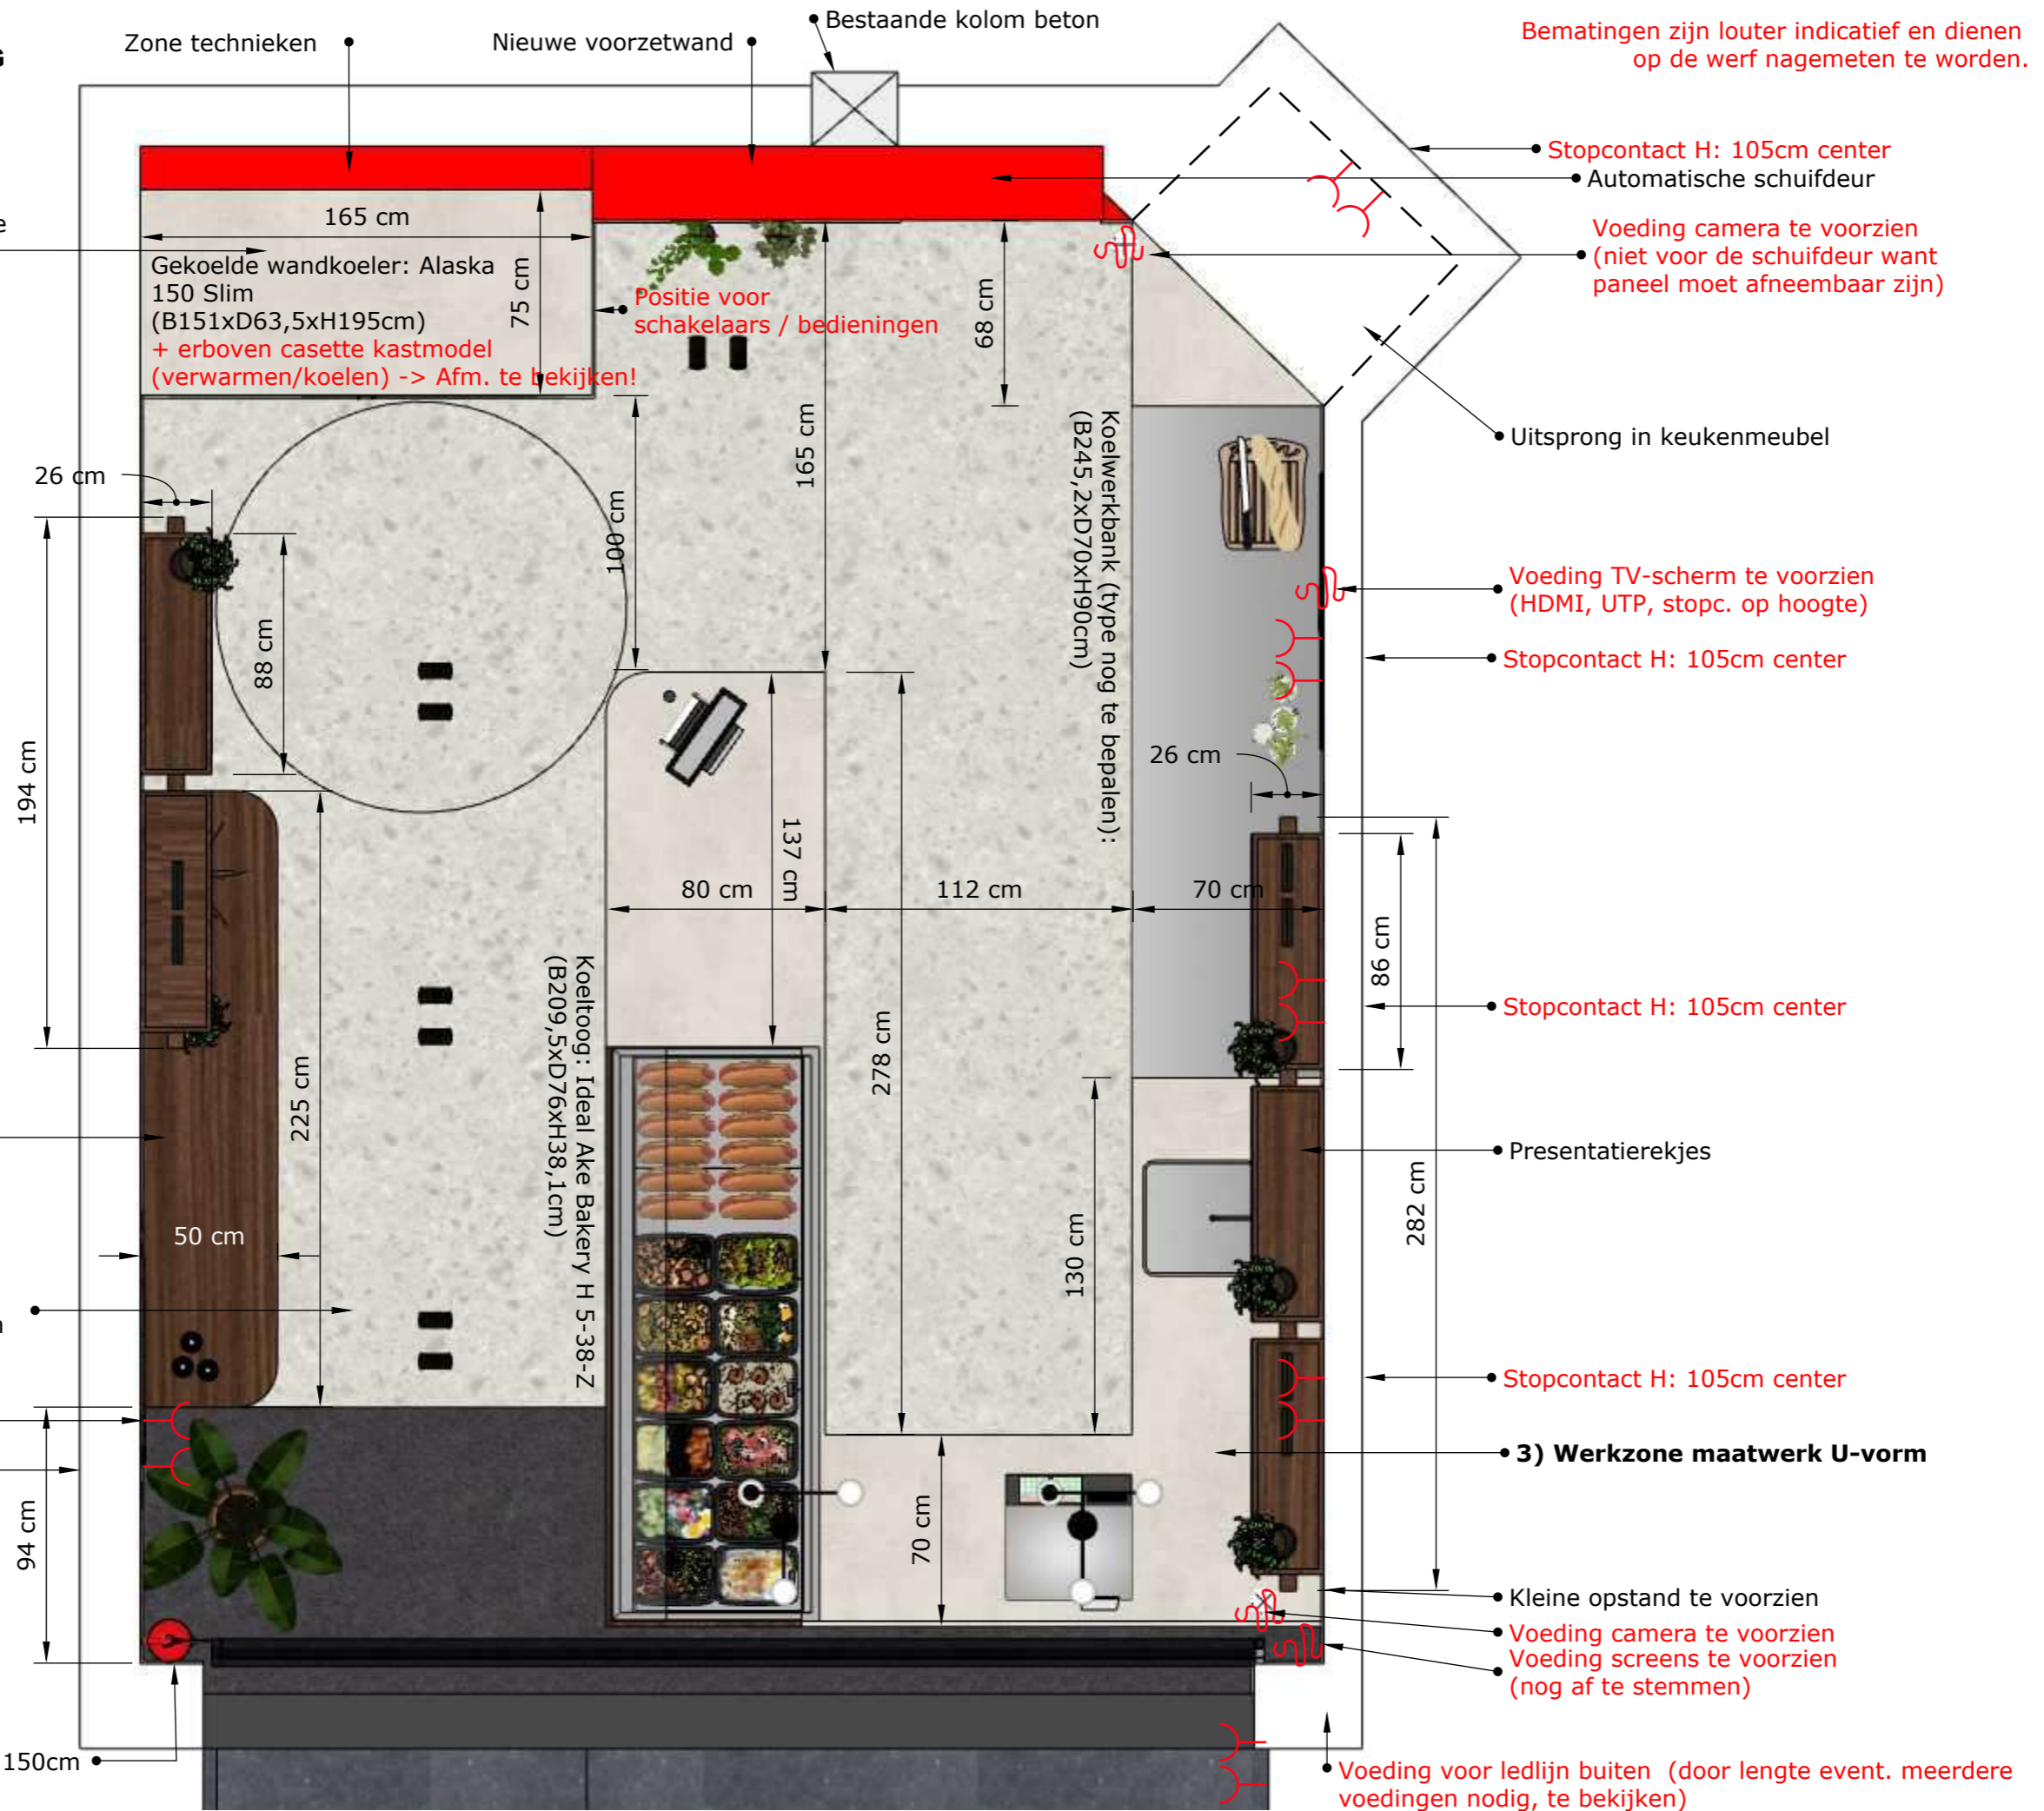 Zone technieken
Nieuwe voorzetwand
Bestaande kolom beton
Bematingen zijn louter indicatief en dienen
op de werf nagemeten te worden.
G
Stopcontact H: 105cm center
Automatische schuifdeur
Voeding camera te voorzien
(niet voor de schuifdeur want
paneel moet afneembaar zijn)
e
165 cm
Gekoelde wandkoeler: Alaska
150 Slim
(B151xD63,5xH195cm)
+ erboven casette kastmodel
(verwarmen/koelen) -> Afm. te bekijken!
75 cm
Positie voor
schakelaars / bedieningen
68 cm
165 cm
100 cm
Koelwerkbank (type nog te bepalen):
(B245,2xD70xH90cm)
Uitsprong in keukenmeubel
26 cm
88 cm
194 cm
Voeding TV-scherm te voorzien
(HDMI, UTP, stopc. op hoogte)
Stopcontact H: 105cm center
26 cm
137 cm
80 cm
112 cm
70 cm
86 cm
Koeltoog: Ideal Ake Bakery H 5-38-Z
(B209,5xD76xH38,1cm)
278 cm
225 cm
Stopcontact H: 105cm center
Presentatierekjes
282 cm
130 cm
50 cm
n
Stopcontact H: 105cm center
3) Werkzone maatwerk U-vorm
94 cm
70 cm
Kleine opstand te voorzien
Voeding camera te voorzien
Voeding screens te voorzien
(nog af te stemmen)
150cm
Voeding voor ledlijn buiten (door lengte event. meerdere
voedingen nodig, te bekijken)